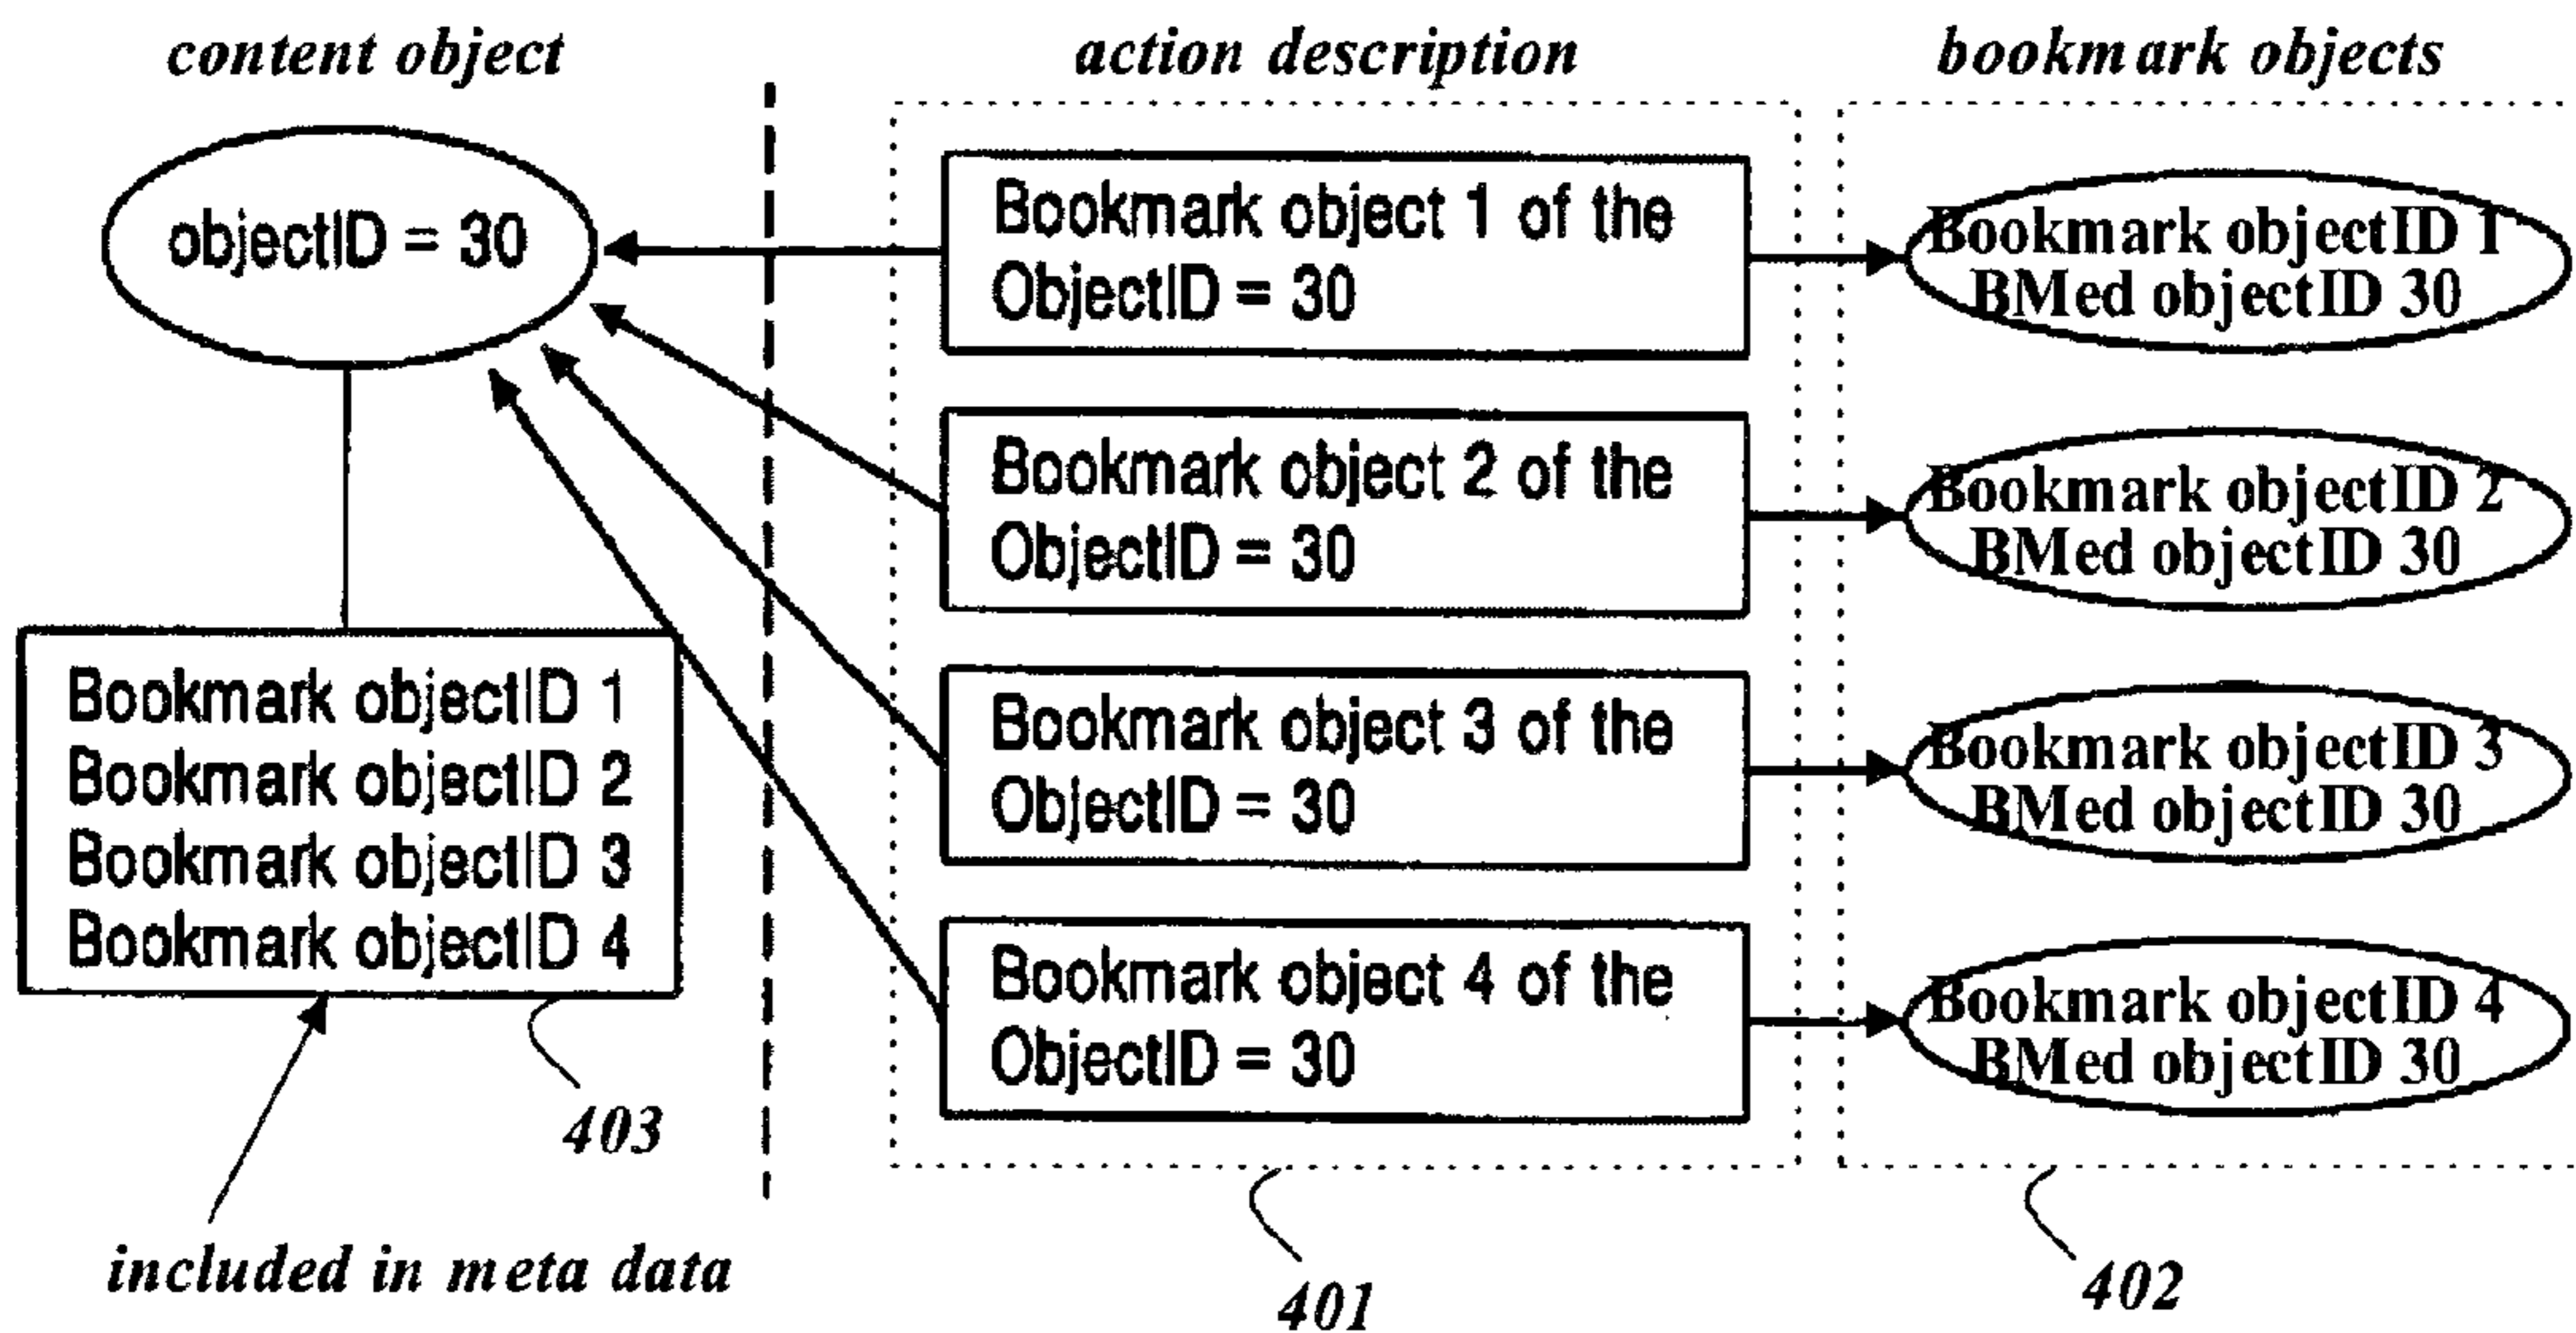 content object
action description
bookmark objects
objectID = 30
Bookmark objectID 1
Bookmark objectID 2
Bookmark objectID 3
Bookmark objectID 4
403
included in meta data
Bookmark object 1 of the
ObjectID = 30
Bookmark object 2 of the
ObjectID = 30
Bookmark object 3 of the
ObjectID = 30
Bookmark object 4 of the
ObjectID = 30
401
Bookmark objectID 1
BMed objectID 30
Bookmark objectID 2
BMed objectID 30
Bookmark objectID 3
BMed objectID 30
Bookmark objectID 4
BMed objectID 30
402